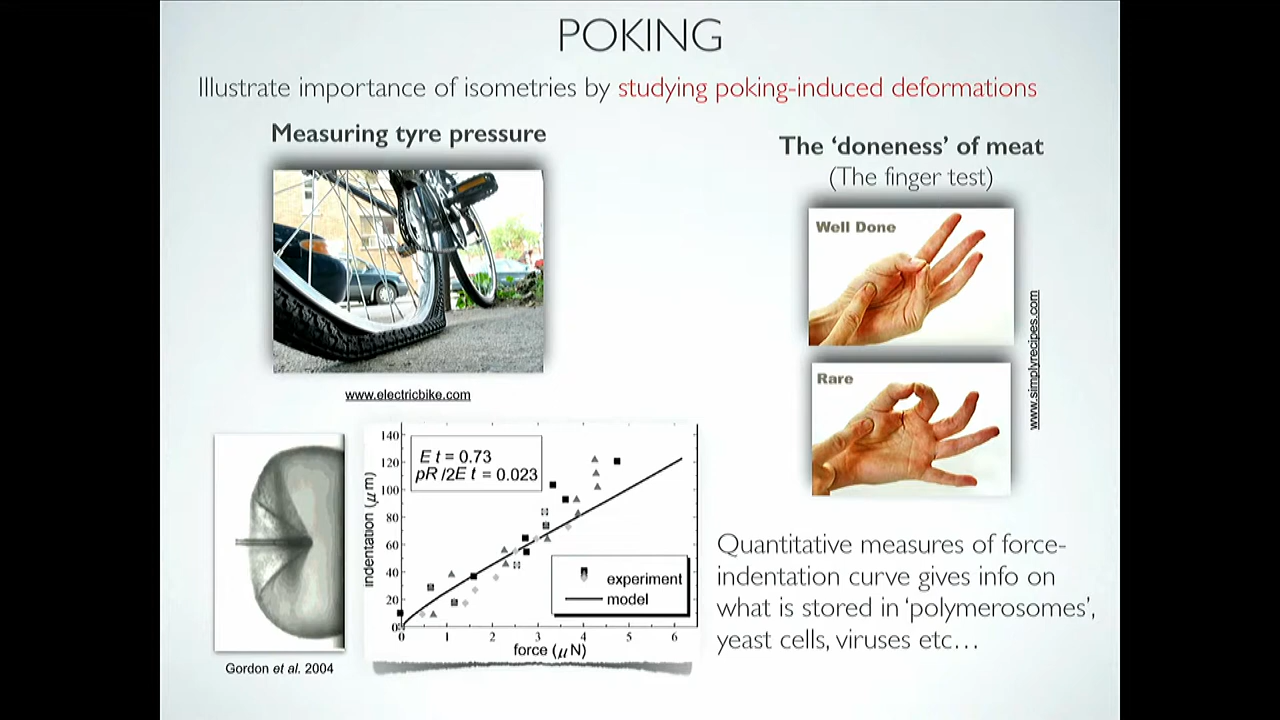 POKING
Illustrate importance of isometries by studying poking-induced deformations
Measuring tyre pressure
www.electricbike.com
The ‘doneness’ of meat
(The finger test)
Well Done
Rare
www.simplyrecipes.com
Gordon et al. 2004
indentation (μm)
140
120
100
80
60
40
20
0
E t = 0.73
pR/2E t = 0.023
experiment
model
0 1 2 3 4 5 6
force (μN)
Quantitative measures of force-
indentation curve gives info on
what is stored in ‘polymerosomes’,
yeast cells, viruses etc…